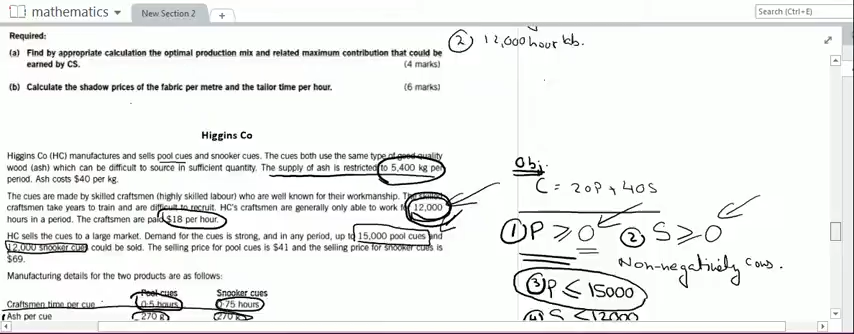 mathematics
New Section 2
+
Search (Ctrl+E)
Required:
(a) Find by appropriate calculation the optimal production mix and related maximum contribution that could be
earned by CS. (4 marks)
(b) Calculate the shadow prices of the fabric per metre and the tailor time per hour. (6 marks)
Higgins Co
Higgins Co (HC) manufactures and sells pool cues and snooker cues. The cues both use the same type of good quality
wood (ash) which can be difficult to source in sufficient quantity. The supply of ash is restricted to 5,400 kg per
period. Ash costs $40 per kg.
The cues are made by skilled craftsmen (highly skilled labour) who are well known for their workmanship. The skilled
craftsmen take years to train and are difficult to recruit. HC's craftsmen are generally only able to work for 12,000
hours in a period. The craftsmen are paid $18 per hour.
HC sells the cues to a large market. Demand for the cues is strong, and in any period, up to 15,000 pool cues and
12,000 snooker cues could be sold. The selling price for pool cues is $41 and the selling price for snooker cues is
$69.
Manufacturing details for the two products are as follows:
Pool cues Snooker cues
Craftsmen time per cue 0·5 hours 0·75 hours
Ash per cue 270 g 270 g
② 12,000 hour
Obj.
C = 20P + 40S
① P ≥ 0 ② S ≥ 0
Non-negatively cons.
③ P ≤ 15000
④ S ≤ 12000